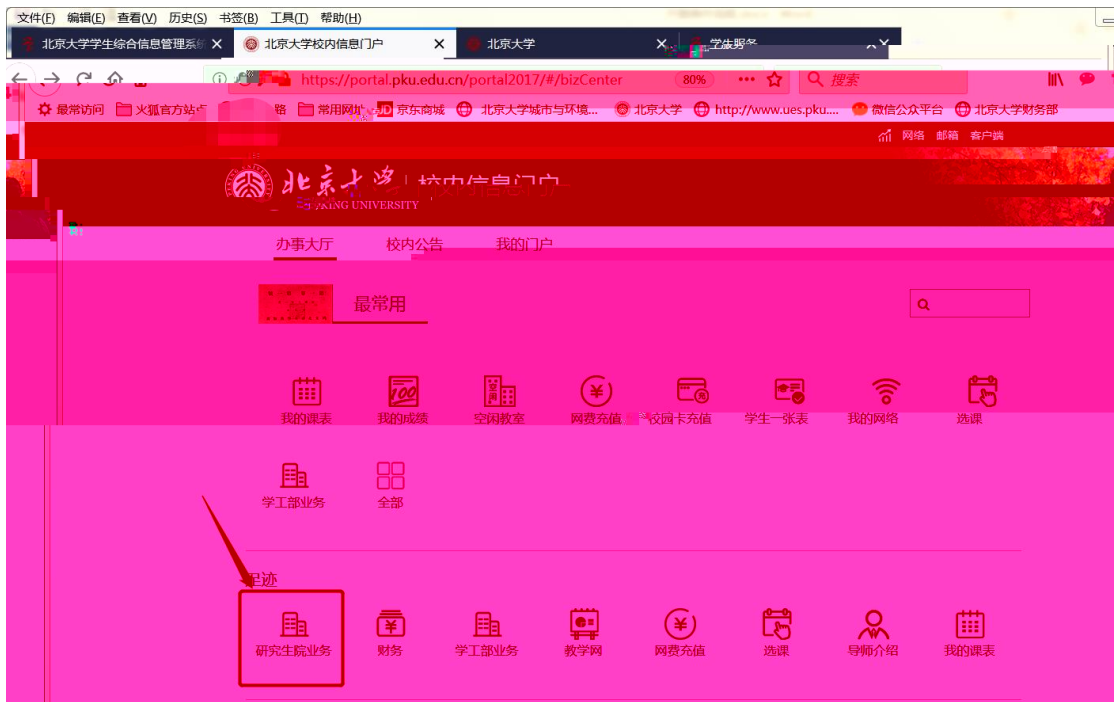 文件(F) 编辑(E) 查看(V) 历史(S) 书签(B) 工具(T) 帮助(H)
北京大学学生综合信息管理系统 北京大学校内信息门户 北京大学
https://portal.pku.edu.cn/portal2017/#/bizCenter 80% 搜索
最常访问 火狐官方站点 常用网址 JD 京东商城 北京大学城市与环境... 北京大学 http://www.ues.pku.... 微信公众平台 北京大学财务部
网络 邮箱 客户端
北京大学 校内信息门户
UNIVERSITY
办事大厅 校内公告 我的门户
最常用
我的课表 我的成绩 空闲教室 网费充值 校园卡充值 学生一张表 我的网络 选课
学工部业务 全部
足迹
研究生院业务 财务 学工部业务 教学网 网费充值 选课 导师介绍 我的课表